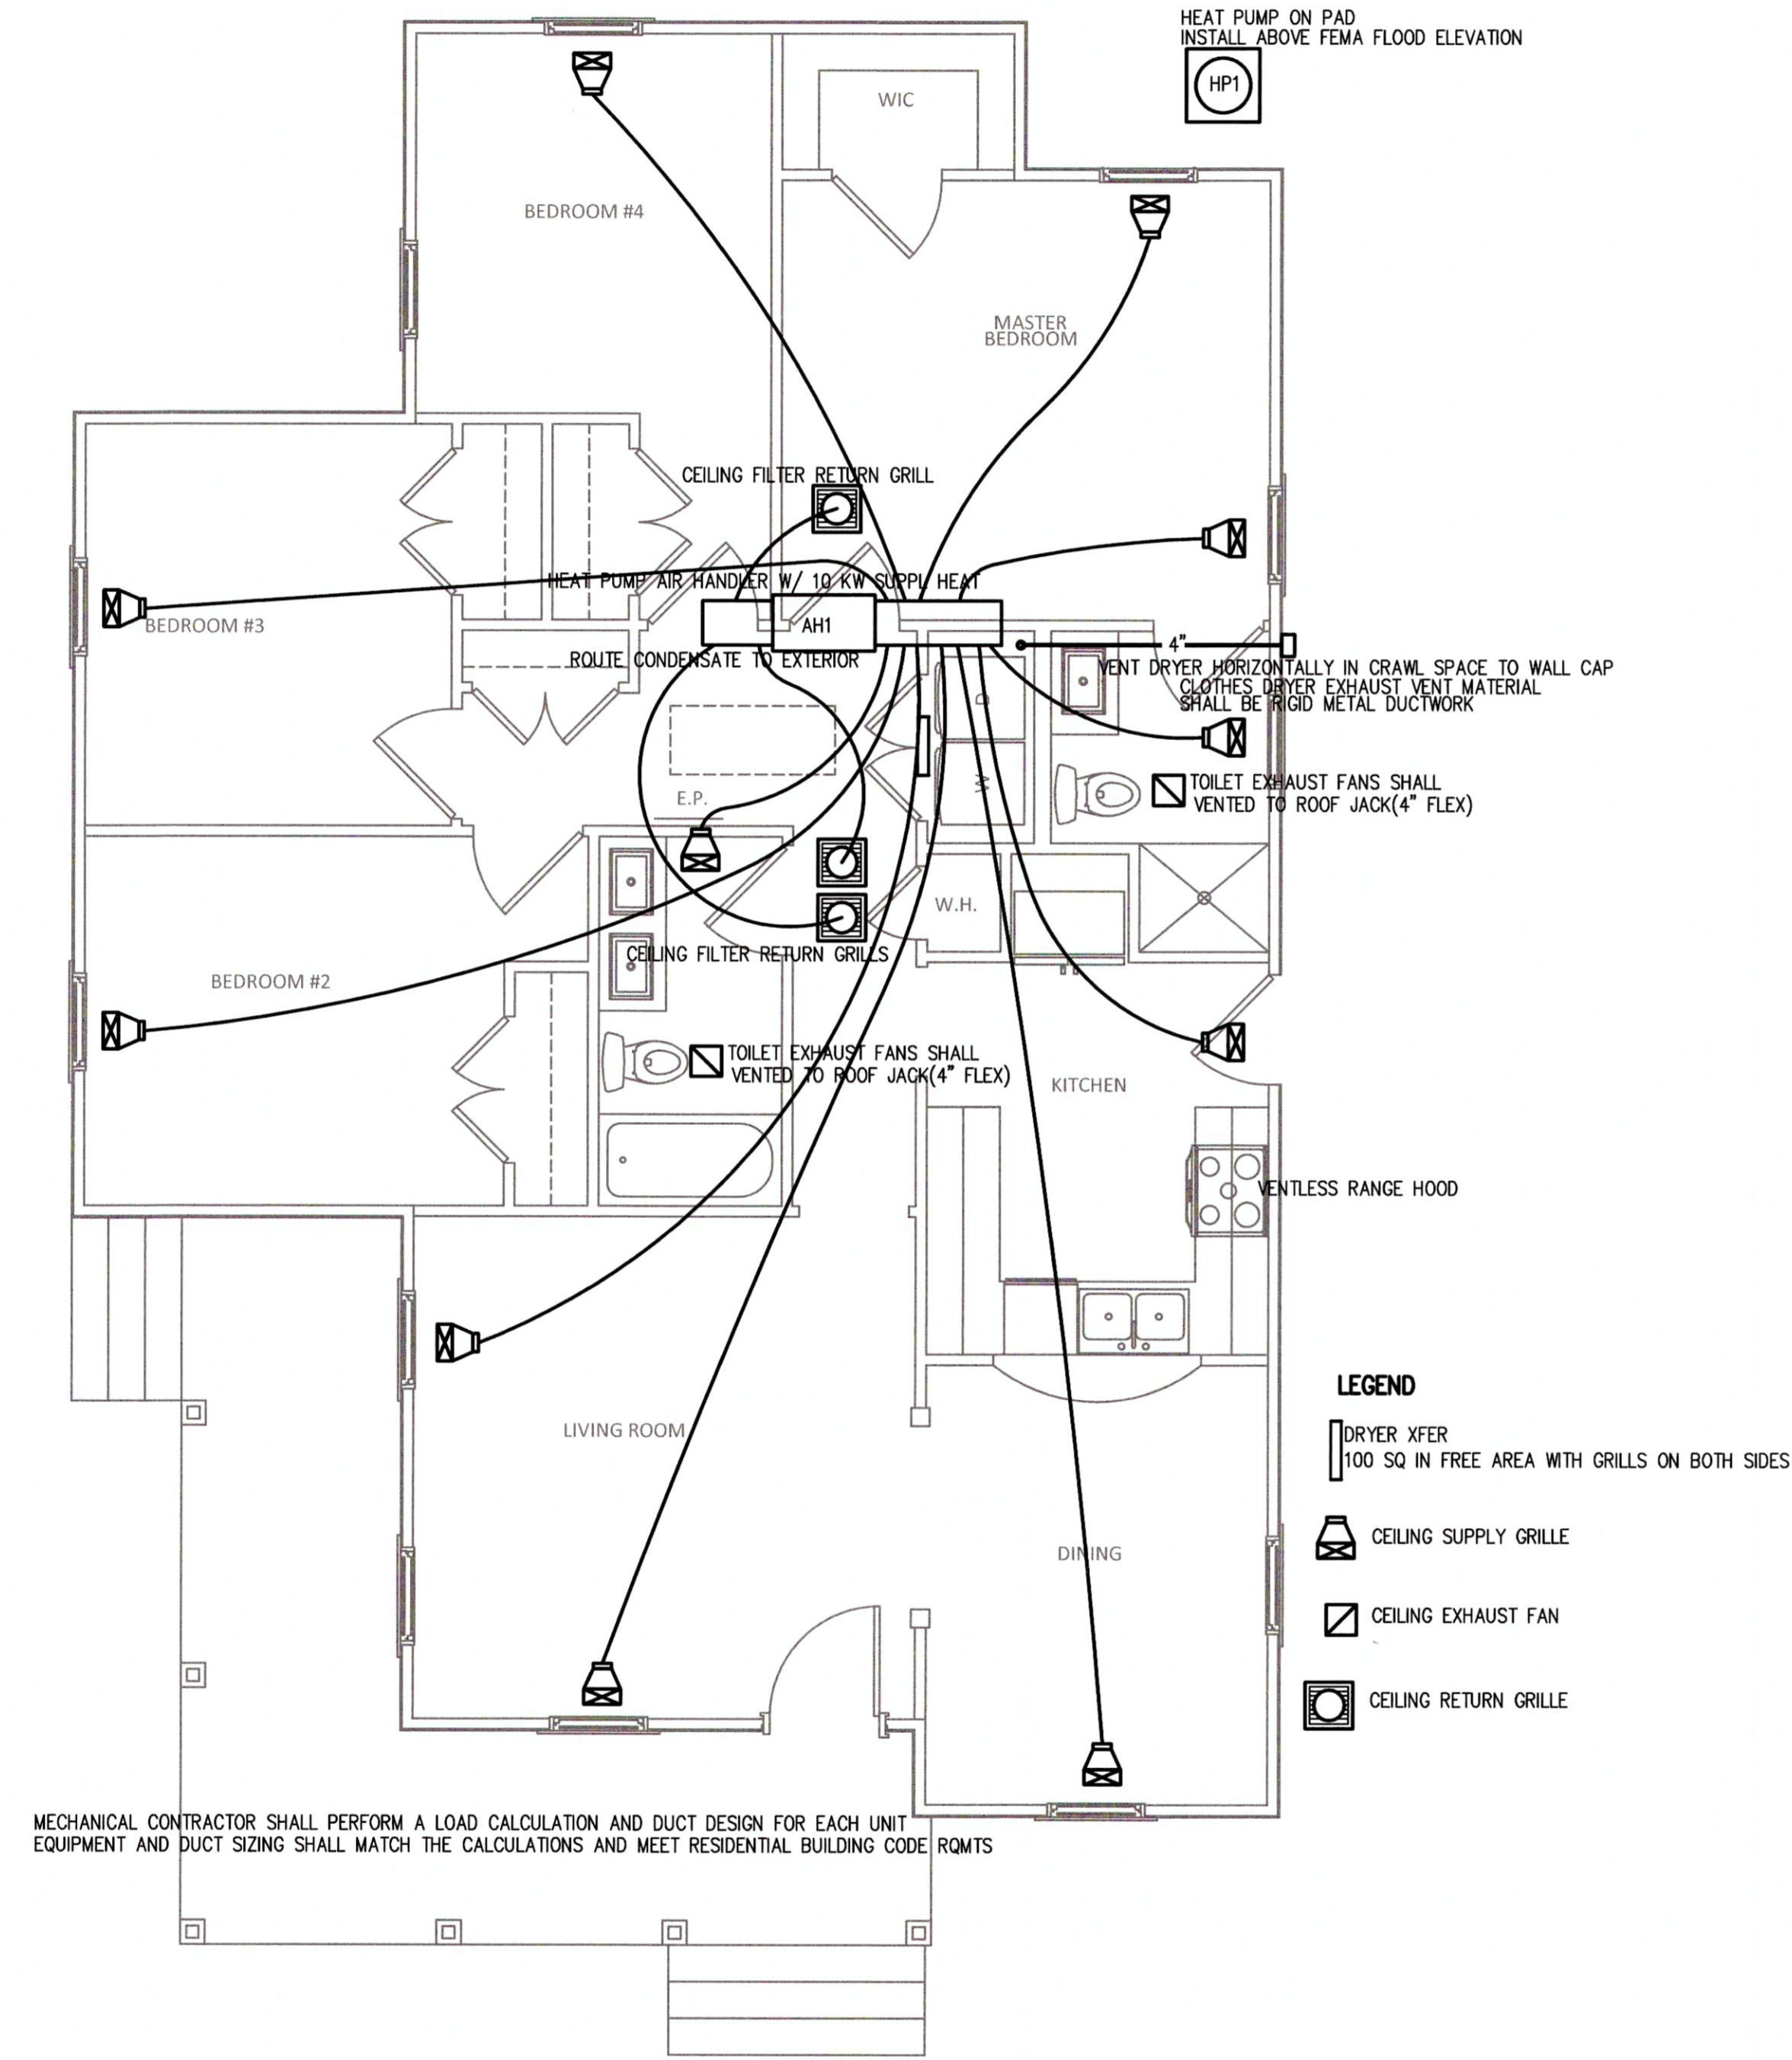 HEAT PUMP ON PAD
INSTALL ABOVE FEMA FLOOD ELEVATION
HP1
WIC
BEDROOM #4
MASTER
BEDROOM
CEILING FILTER RETURN GRILL
HEAT PUMP AIR HANDLER W/ 10 KW SUPPL HEAT
AH1
BEDROOM #3
ROUTE CONDENSATE TO EXTERIOR
4"
VENT DRYER HORIZONTALLY IN CRAWL SPACE TO WALL CAP
CLOTHES DRYER EXHAUST VENT MATERIAL
SHALL BE RIGID METAL DUCTWORK
D
W
E.P.
TOILET EXHAUST FANS SHALL
VENTED TO ROOF JACK(4" FLEX)
W.H.
CEILING FILTER RETURN GRILLS
BEDROOM #2
TOILET EXHAUST FANS SHALL
VENTED TO ROOF JACK(4" FLEX)
KITCHEN
VENTLESS RANGE HOOD
LIVING ROOM
DINING
LEGEND
DRYER XFER
100 SQ IN FREE AREA WITH GRILLS ON BOTH SIDES
CEILING SUPPLY GRILLE
CEILING EXHAUST FAN
CEILING RETURN GRILLE
MECHANICAL CONTRACTOR SHALL PERFORM A LOAD CALCULATION AND DUCT DESIGN FOR EACH UNIT
EQUIPMENT AND DUCT SIZING SHALL MATCH THE CALCULATIONS AND MEET RESIDENTIAL BUILDING CODE RQMTS